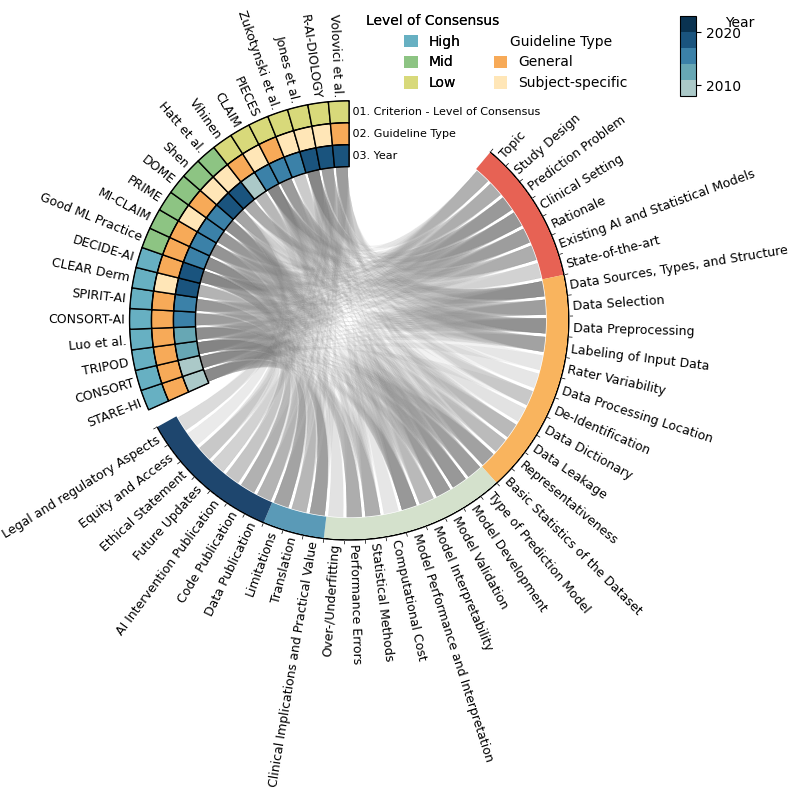 Level of Consensus
High
Mid
Low
Guideline Type
General
Subject-specific
Year
2020
2010
01. Criterion - Level of Consensus
02. Guideline Type
03. Year
Volovici et al.
R-AI-DIOLOGY
Jones et al.
Zukotynski et al.
PIECES
CLAIM
Vihinen
Hatt et al.
Shen
DOME
PRIME
MI-CLAIM
Good ML Practice
DECIDE-AI
CLEAR Derm
SPIRIT-AI
CONSORT-AI
Luo et al.
TRIPOD
CONSORT
STARE-HI
Topic
Study Design
Prediction Problem
Clinical Setting
Rationale
Existing AI and Statistical Models
State-of-the-art
Data Sources, Types, and Structure
Data Selection
Data Preprocessing
Labeling of Input Data
Rater Variability
Data Processing Location
De-Identification
Data Dictionary
Data Leakage
Representativeness
Basic Statistics of the Dataset
Type of Prediction Model
Model Development
Model Validation
Model Interpretability
Model Performance and Interpretation
Computational Cost
Statistical Methods
Performance Errors
Over-/Underfitting
Clinical Implications and Practical Value
Translation
Limitations
Data Publication
Code Publication
AI Intervention Publication
Future Updates
Ethical Statement
Equity and Access
Legal and regulatory Aspects